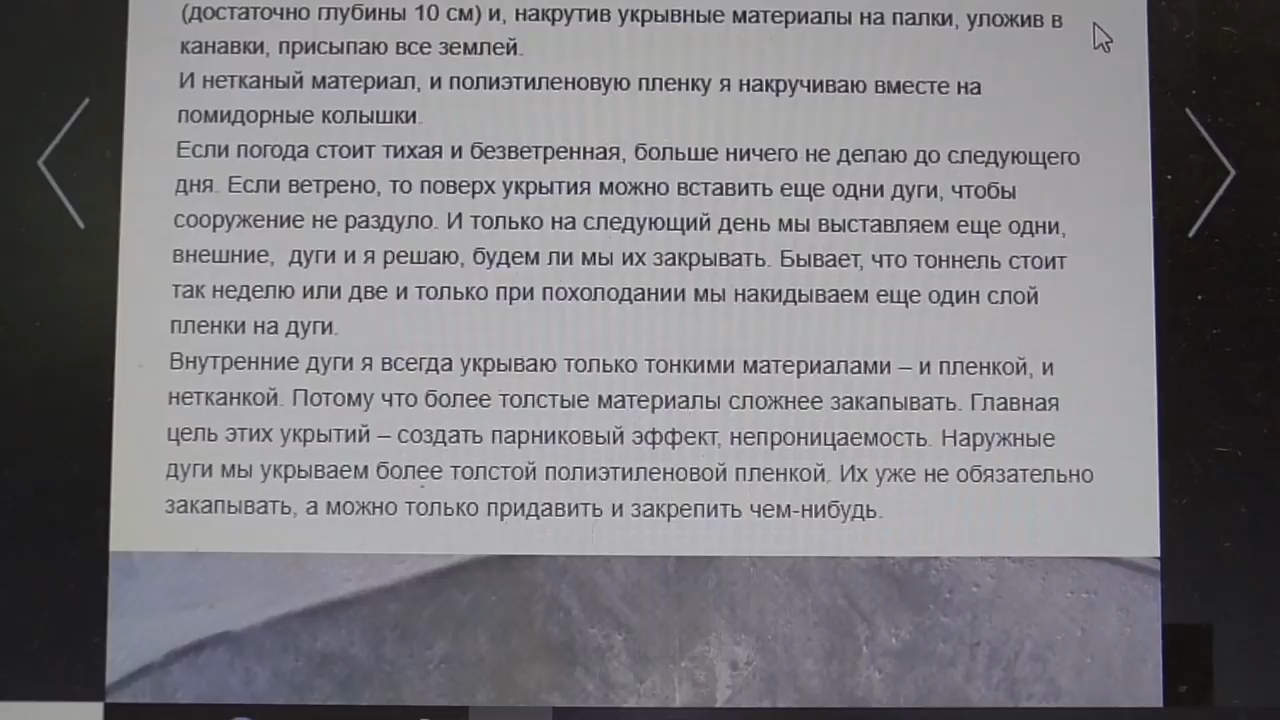 (достаточно глубины 10 см) и, накрутив укрывные материалы на палки, уложив в
канавки, присыпаю все землей.
И нетканый материал, и полиэтиленовую пленку я накручиваю вместе на
помидорные колышки.
Если погода стоит тихая и безветренная, больше ничего не делаю до следующего
дня. Если ветрено, то поверх укрытия можно вставить еще одни дуги, чтобы
сооружение не раздуло. И только на следующий день мы выставляем еще одни,
внешние, дуги и я решаю, будем ли мы их закрывать. Бывает, что тоннель стоит
так неделю или две и только при похолодании мы накидываем еще один слой
пленки на дуги.
Внутренние дуги я всегда укрываю только тонкими материалами – и пленкой, и
нетканкой. Потому что более толстые материалы сложнее закапывать. Главная
цель этих укрытий – создать парниковый эффект, непроницаемость. Наружные
дуги мы укрываем более толстой полиэтиленовой пленкой. Их уже не обязательно
закапывать, а можно только придавить и закрепить чем-нибудь.